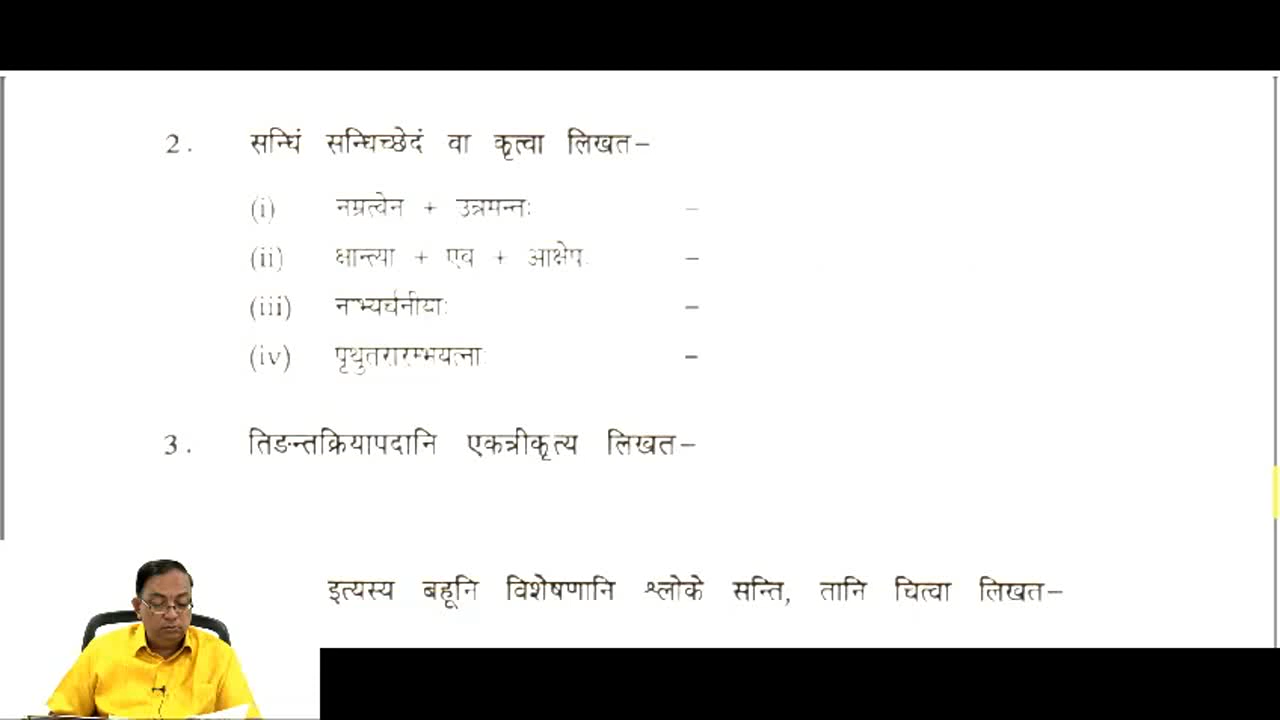 2. सन्धिं सन्धिच्छेदं वा कृत्वा लिखत–
(i) नम्रत्वेन + उन्नमन्तः –
(ii) क्षान्त्या + एव + आक्षेपः –
(iii) नाभ्यर्चनीयाः –
(iv) पृथुतरारम्भयत्नाः –
3. तिङन्तक्रियापदानि एकत्रीकृत्य लिखत–
इत्यस्य बहूनि विशेषणानि श्लोके सन्ति, तानि चित्वा लिखत–